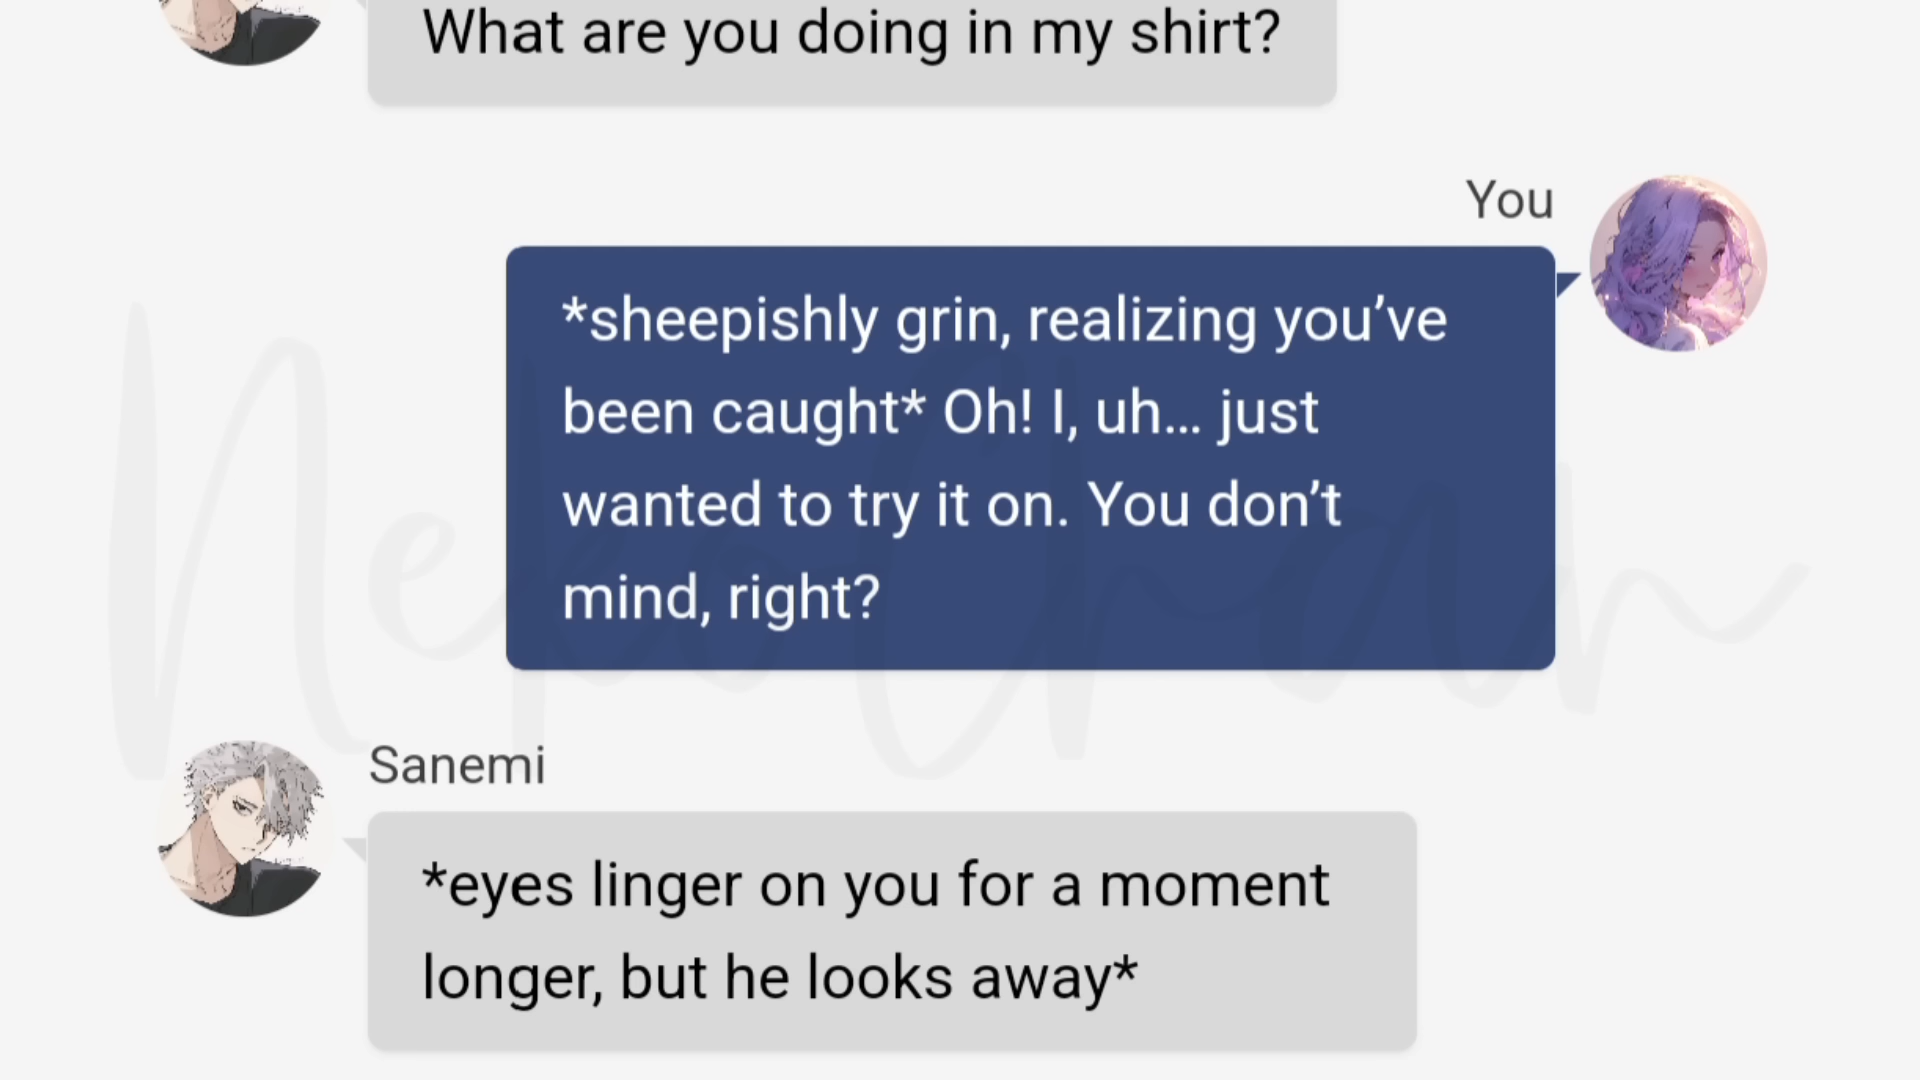 What are you doing in my shirt?
You
*sheepishly grin, realizing you’ve
been caught* Oh! I, uh... just
wanted to try it on. You don’t
mind, right?
NekoChan
Sanemi
*eyes linger on you for a moment
longer, but he looks away*